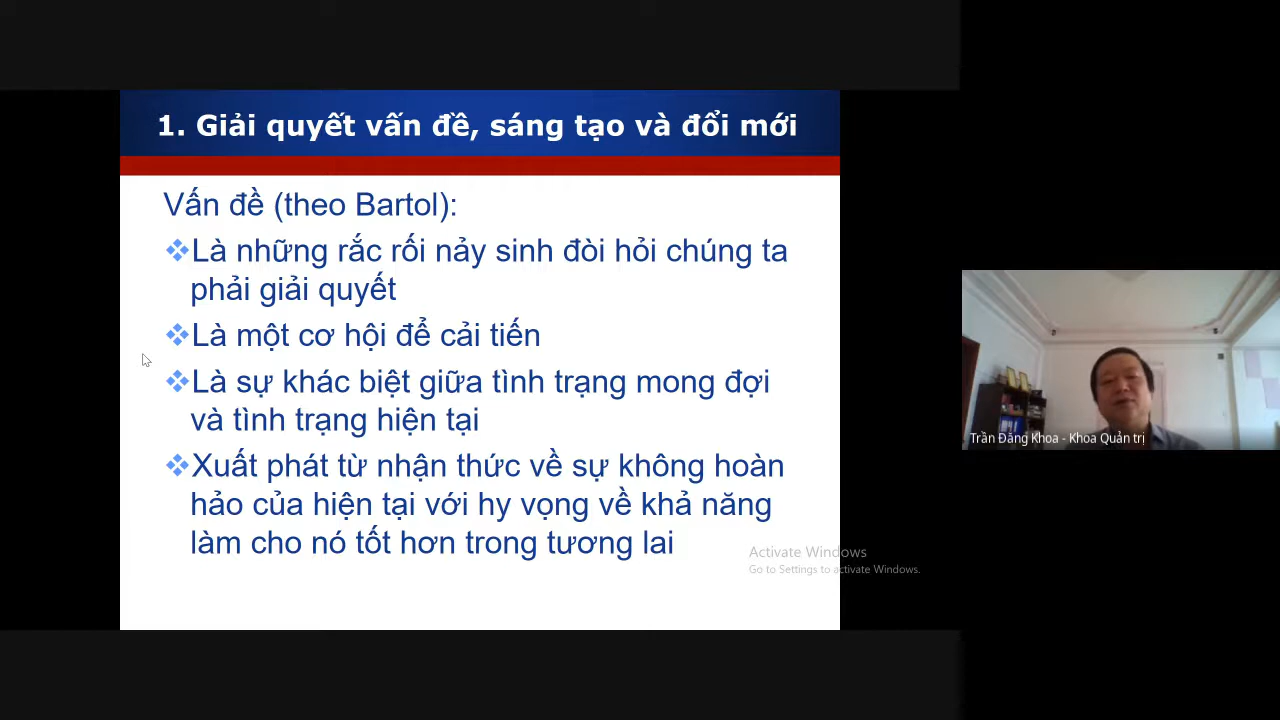 1. Giải quyết vấn đề, sáng tạo và đổi mới
Vấn đề (theo Bartol):
Là những rắc rối nảy sinh đòi hỏi chúng ta
phải giải quyết
Là một cơ hội để cải tiến
Là sự khác biệt giữa tình trạng mong đợi
và tình trạng hiện tại
Xuất phát từ nhận thức về sự không hoàn
hảo của hiện tại với hy vọng về khả năng
làm cho nó tốt hơn trong tương lai
Activate Windows
Go to Settings to activate Windows.
Trần Đăng Khoa - Khoa Quản trị